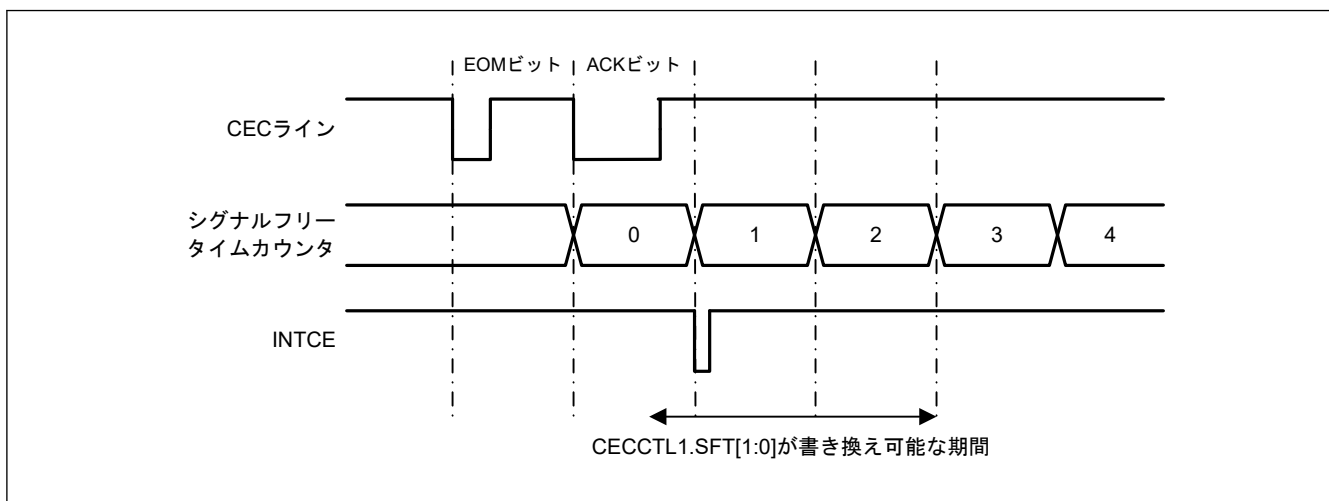 EOMビット ACKビット
CECライン
シグナルフリー
タイムカウンタ
0 1 2 3 4
INTCE
CECCTL1.SFT[1:0]が書き換え可能な期間